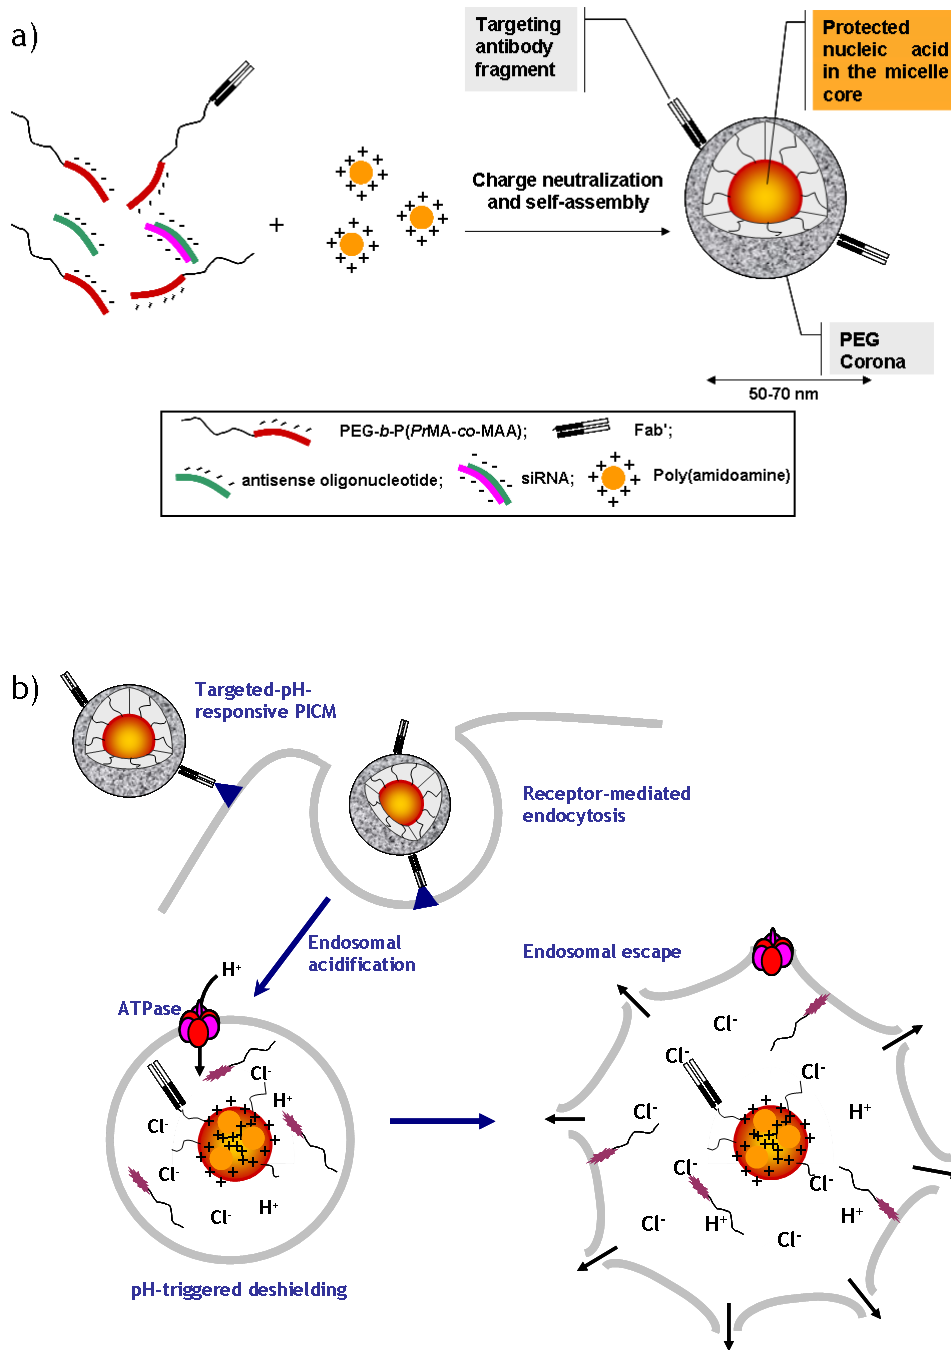 a)
Targeting
antibody
fragment
Protected
nucleic acid
in the micelle
core
+
Charge neutralization
and self-assembly
PEG
Corona
50-70 nm
PEG-b-P(PrMA-co-MAA);
Fab';
antisense oligonucleotide;
siRNA;
Poly(amidoamine)
b)
Targeted-pH-
responsive PICM
Receptor-mediated
endocytosis
Endosomal
acidification
Endosomal escape
H+
ATPase
Cl-
H+
Cl-
Cl-
Cl-
H+
pH-triggered deshielding
Cl-
Cl-
Cl-
Cl-
H+
Cl-
Cl-
Cl-
H+
H+
Cl-